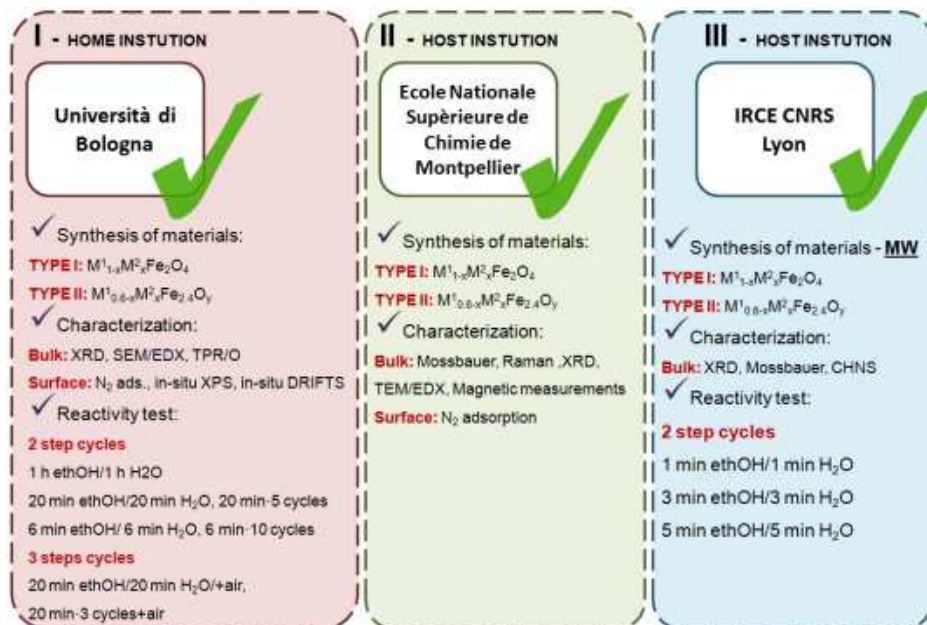 I - HOME INSTUTION
Università di
Bologna
✓ Synthesis of materials:
TYPE I: M¹₁₋ₓM²ₓFe₂O₄
TYPE II: M¹₀.₆₋ₓM²ₓFe₂.₄Oᵧ
✓ Characterization:
Bulk: XRD, SEM/EDX, TPR/O
Surface: N₂ ads., in-situ XPS, in-situ DRIFTS
✓ Reactivity test:
2 step cycles
1 h ethOH/1 h H2O
20 min ethOH/20 min H₂O, 20 min-5 cycles
6 min ethOH/ 6 min H₂O, 6 min-10 cycles
3 steps cycles
20 min ethOH/20 min H₂O/+air,
20 min-3 cycles+air
II - HOST INSTUTION
Ecole Nationale
Supèrieure de
Chimie de
Montpellier
✓ Synthesis of materials:
TYPE I: M¹₁₋ₓM²ₓFe₂O₄
TYPE II: M¹₀.₆₋ₓM²ₓFe₂.₄Oᵧ
✓ Characterization:
Bulk: Mossbauer, Raman ,XRD,
TEM/EDX, Magnetic measurements
Surface: N₂ adsorption
III - HOST INSTUTION
IRCE CNRS
Lyon
✓ Synthesis of materials - MW
TYPE I: M¹₁₋ₓM²ₓFe₂O₄
TYPE II: M¹₀.₆₋ₓM²ₓFe₂.₄Oᵧ
✓ Characterization:
Bulk: XRD, Mossbauer, CHNS
✓ Reactivity test:
2 step cycles
1 min ethOH/1 min H₂O
3 min ethOH/3 min H₂O
5 min ethOH/5 min H₂O